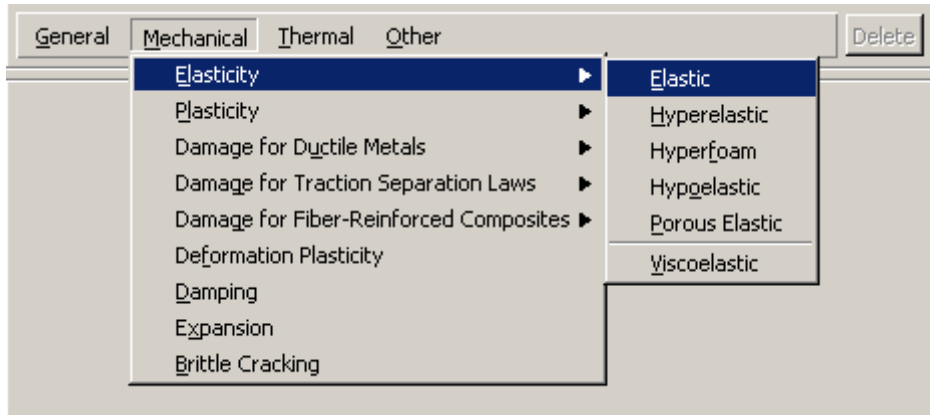 General Mechanical Thermal Other Delete
Elasticity
Plasticity
Damage for Ductile Metals
Damage for Traction Separation Laws
Damage for Fiber-Reinforced Composites
Deformation Plasticity
Damping
Expansion
Brittle Cracking
Elastic
Hyperelastic
Hyperfoam
Hypoelastic
Porous Elastic
Viscoelastic